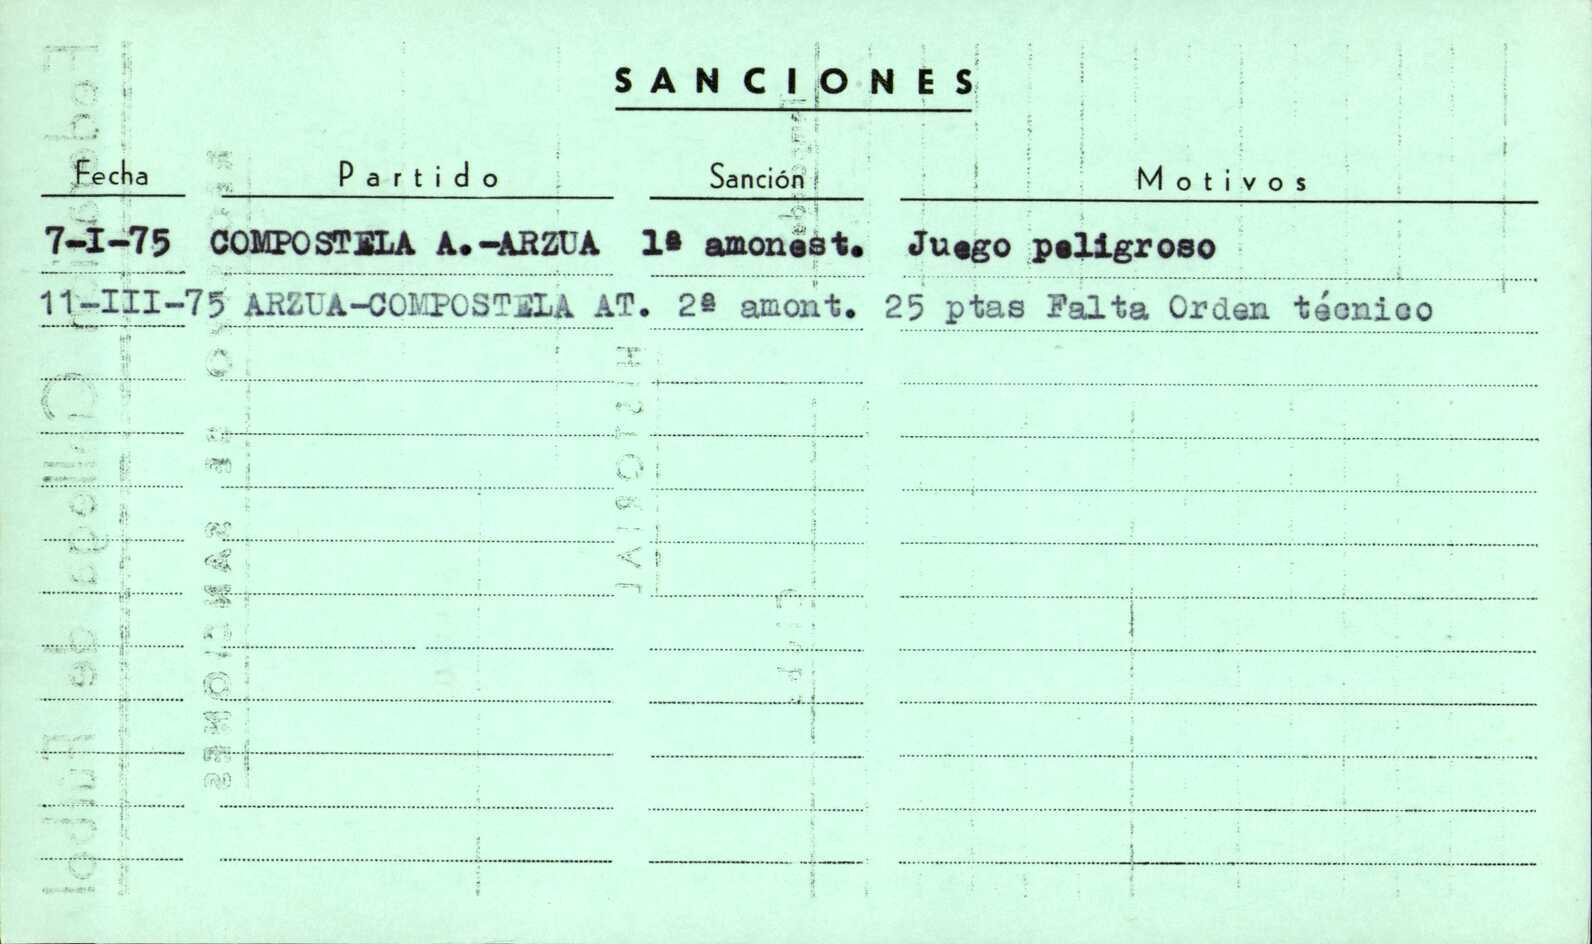 SANCIONES
Fecha Partido Sanción Motivos
7-I-75 COMPOSTELA A.-ARZUA 1ª amonest. Juego peligroso
11-III-75 ARZUA-COMPOSTELA AT. 2ª amont. 25 ptas Falta Orden técnico